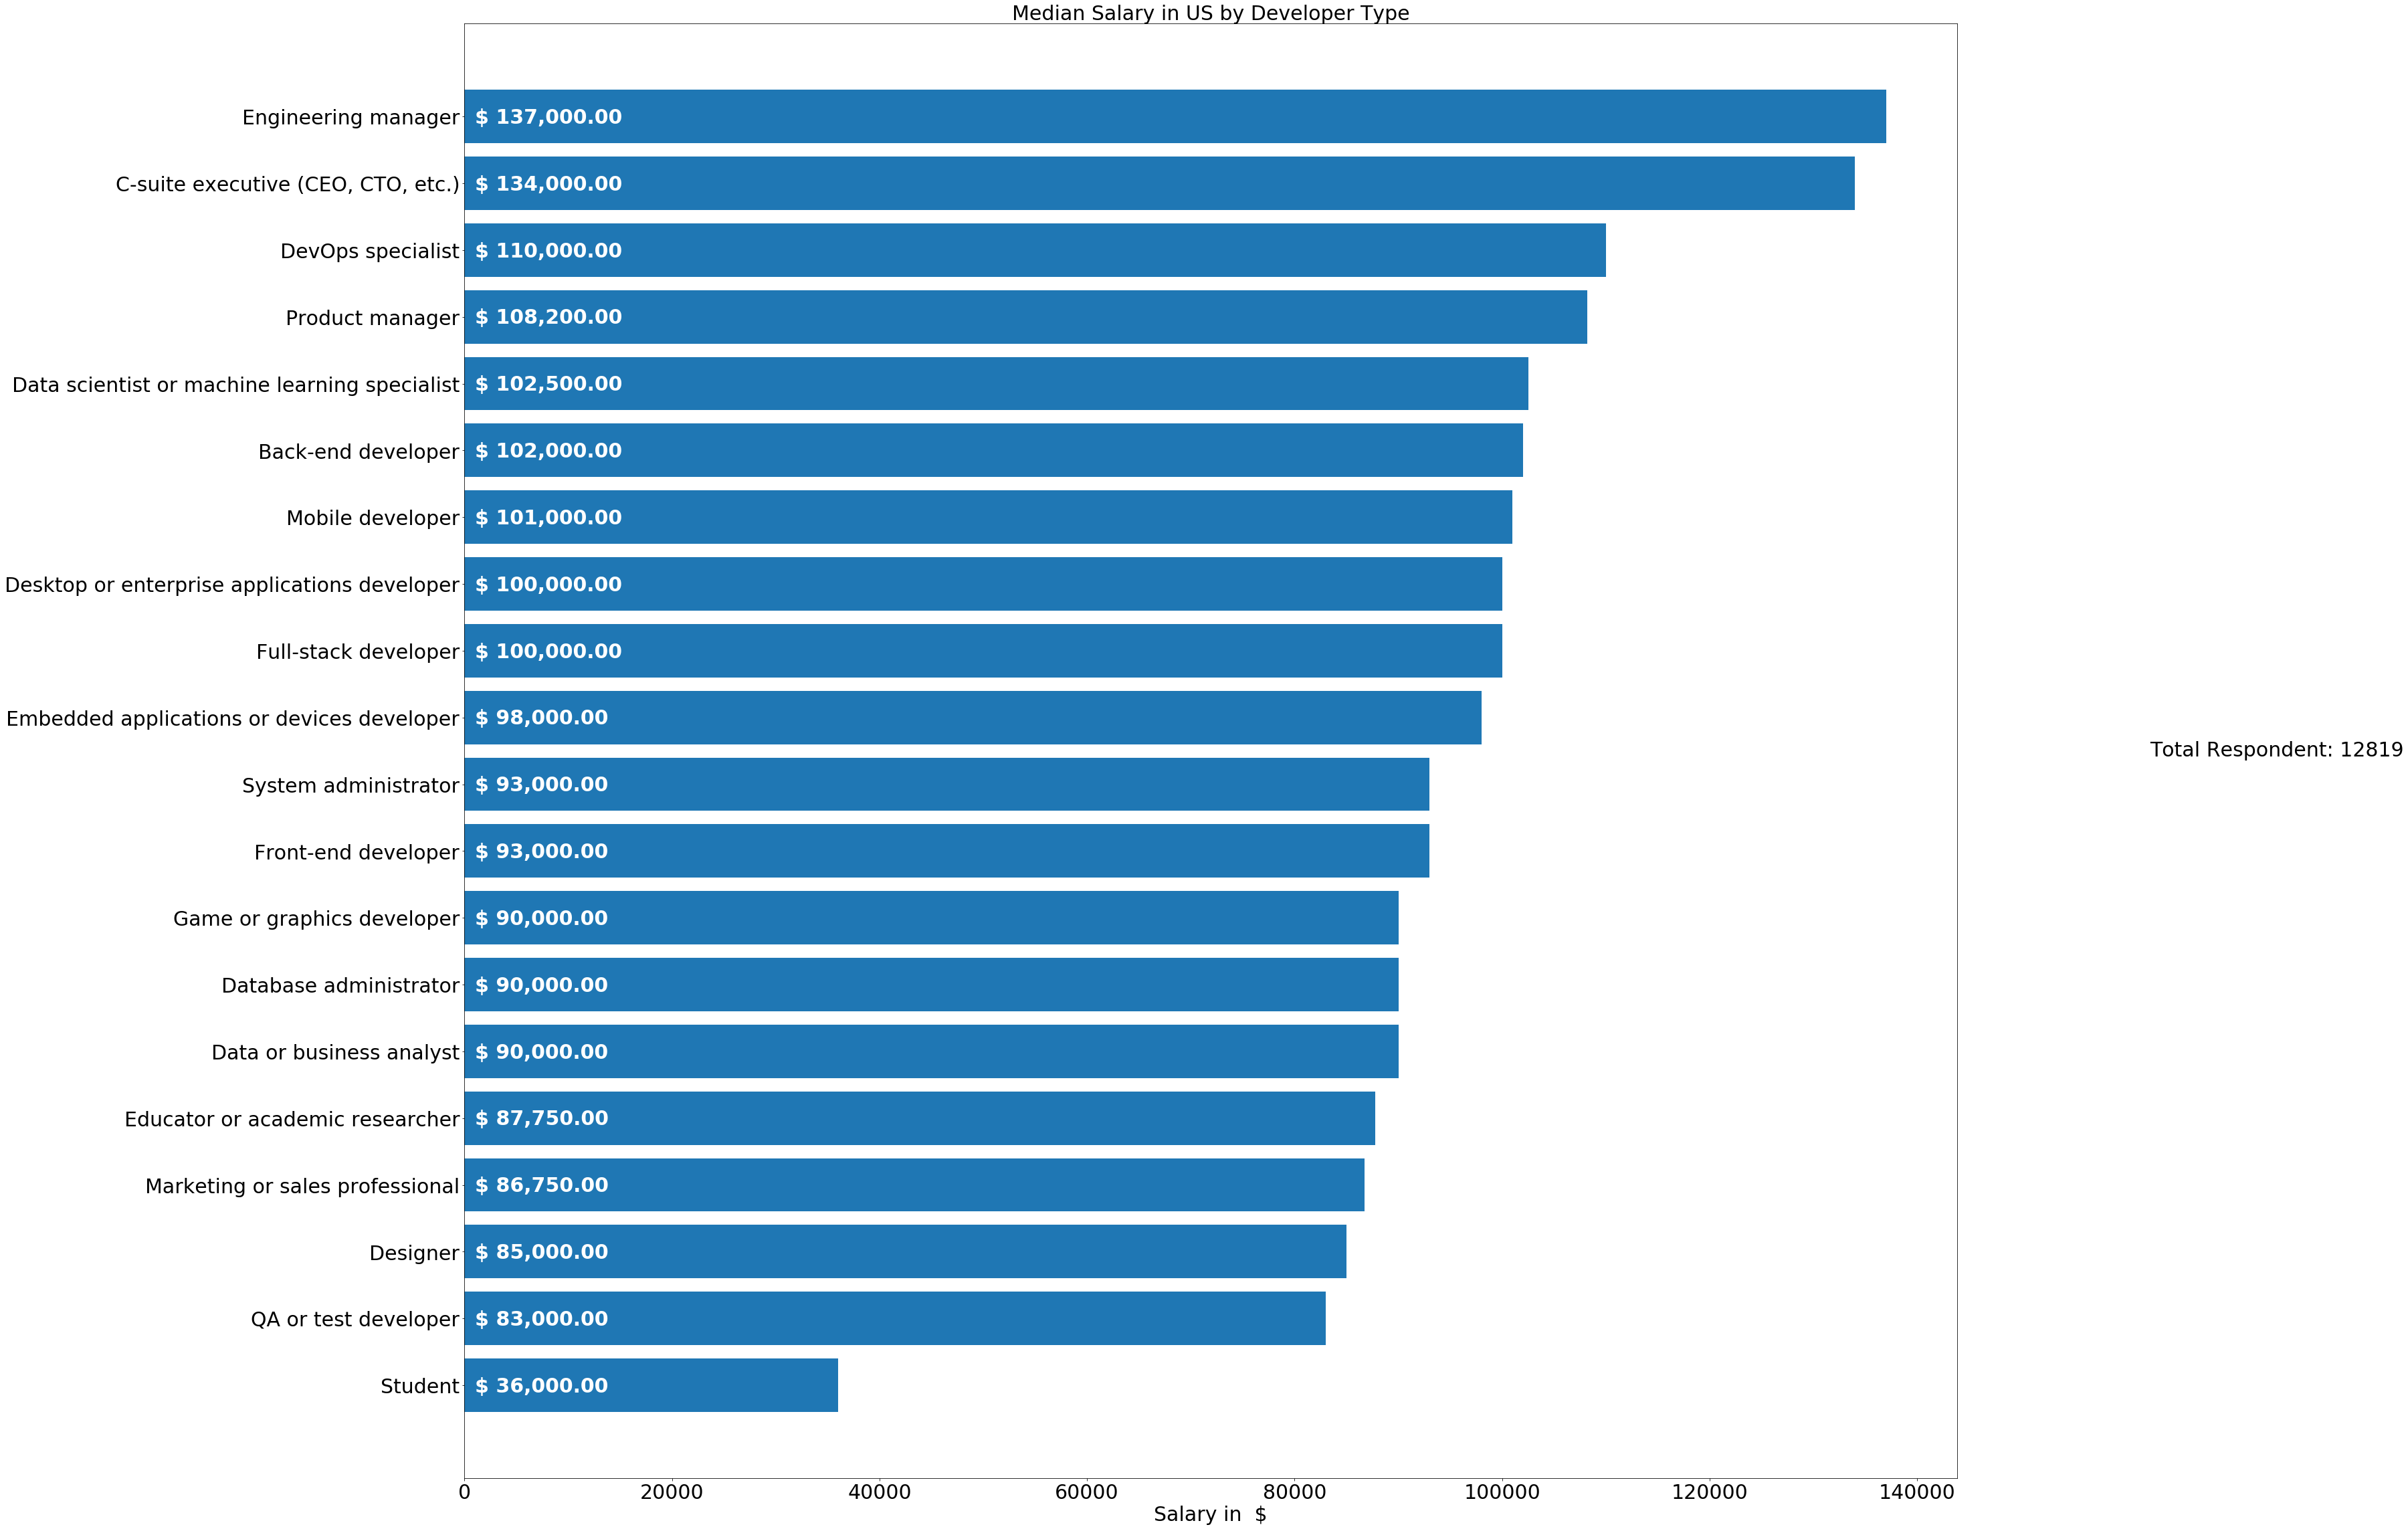 Median Salary in US by Developer Type
Engineering manager $ 137,000.00
C-suite executive (CEO, CTO, etc.) $ 134,000.00
DevOps specialist $ 110,000.00
Product manager $ 108,200.00
Data scientist or machine learning specialist $ 102,500.00
Back-end developer $ 102,000.00
Mobile developer $ 101,000.00
Desktop or enterprise applications developer $ 100,000.00
Full-stack developer $ 100,000.00
Embedded applications or devices developer $ 98,000.00
Total Respondent: 12819
System administrator $ 93,000.00
Front-end developer $ 93,000.00
Game or graphics developer $ 90,000.00
Database administrator $ 90,000.00
Data or business analyst $ 90,000.00
Educator or academic researcher $ 87,750.00
Marketing or sales professional $ 86,750.00
Designer $ 85,000.00
QA or test developer $ 83,000.00
Student $ 36,000.00
0 20000 40000 60000 80000 100000 120000 140000
Salary in  $